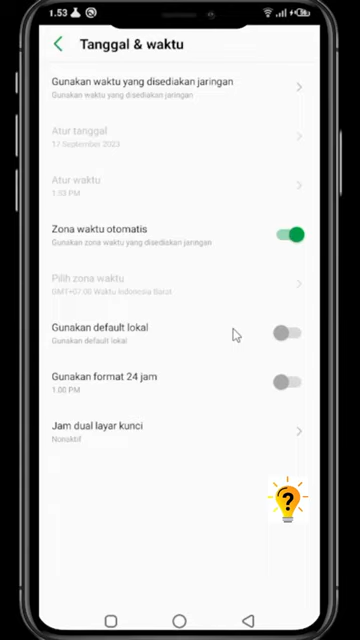 1.53
Tanggal & waktu
Gunakan waktu yang disediakan jaringan
Gunakan waktu yang disediakan jaringan
Atur tanggal
17 September 2023
Atur waktu
1:53 PM
Zona waktu otomatis
Gunakan zona waktu yang disediakan jaringan
Pilih zona waktu
GMT+07:00 Waktu Indonesia Barat
Gunakan default lokal
Gunakan default lokal
Gunakan format 24 jam
1.00 PM
Jam dual layar kunci
Nonaktif
?